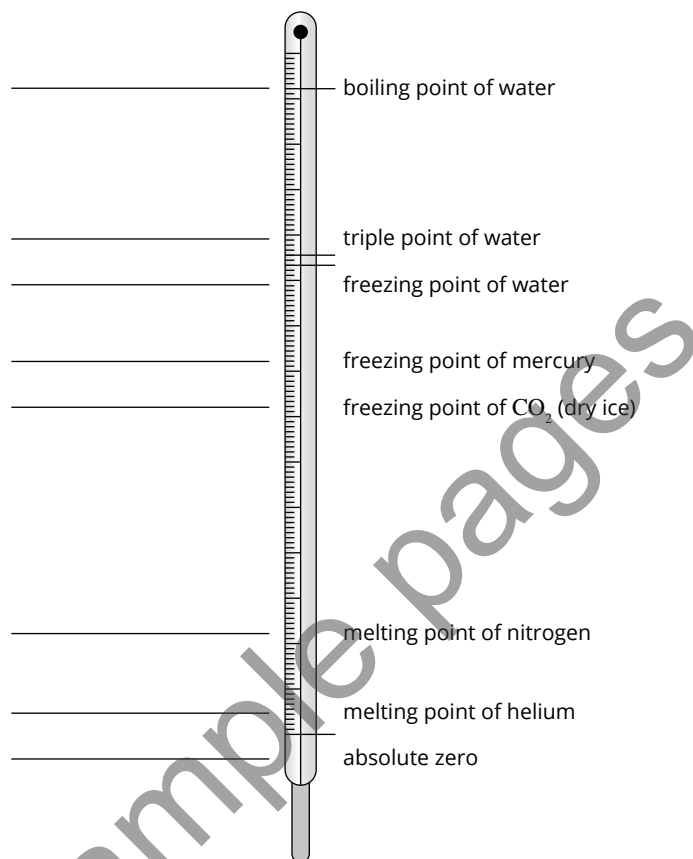 boiling point of water
triple point of water
freezing point of water
freezing point of mercury
freezing point of CO₂ (dry ice)
melting point of nitrogen
melting point of helium
absolute zero
ample pages